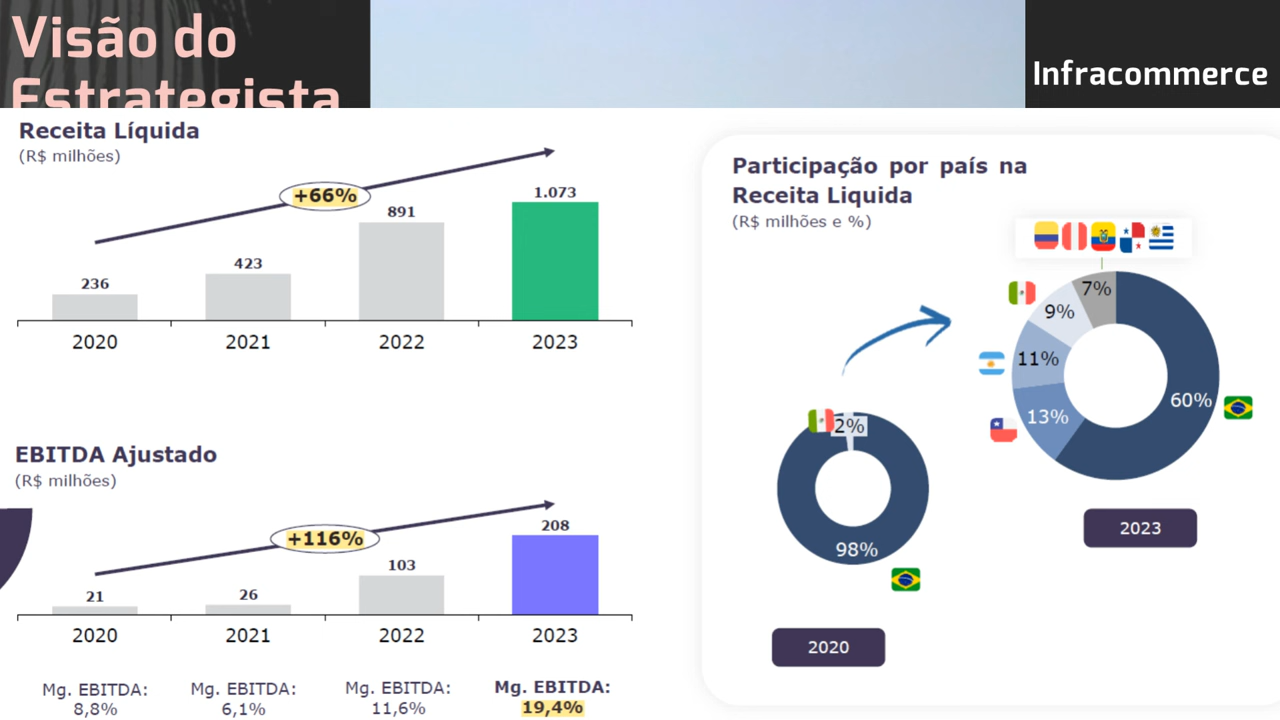 Visão do
Estrategista
Infracommerce
Receita Líquida
(R$ milhões)
+66%
236
423
891
1.073
2020
2021
2022
2023
EBITDA Ajustado
(R$ milhões)
+116%
21
26
103
208
2020
2021
2022
2023
Mg. EBITDA:
8,8%
Mg. EBITDA:
6,1%
Mg. EBITDA:
11,6%
Mg. EBITDA:
19,4%
Participação por país na
Receita Liquida
(R$ milhões e %)
2%
98%
2020
7%
9%
11%
13%
60%
2023